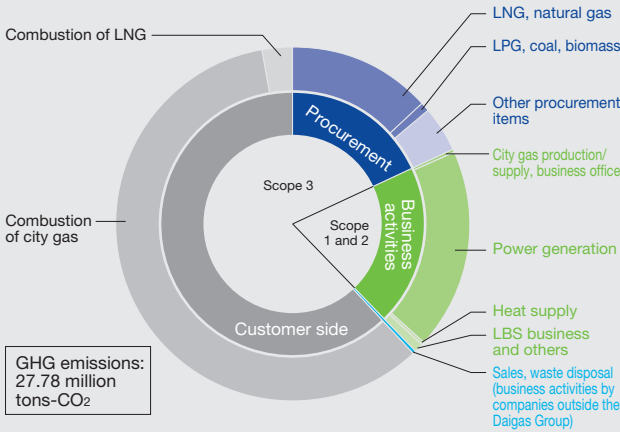 LNG, natural gas
Combustion of LNG
LPG, coal, biomass
Other procurement
items
Procurement
City gas production/
supply, business office
Scope 3
Scope
1 and 2
Business
activities
Combustion
of city gas
Power generation
Heat supply
LBS business
and others
Customer side
Sales, waste disposal
(business activities by
companies outside the
Daigas Group)
GHG emissions:
27.78 million
tons-CO2